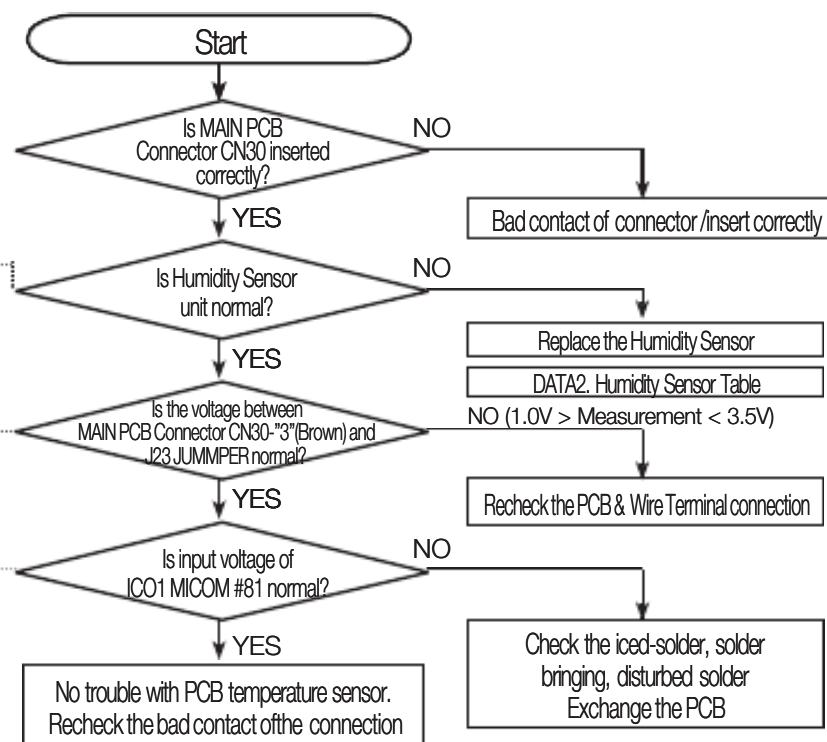 Start
Is MAIN PCB
Connector CN30 inserted
correctly?
NO
Bad contact of connector /insert correctly
YES
Is Humidity Sensor
unit normal?
NO
Replace the Humidity Sensor
DATA2. Humidity Sensor Table
YES
Is the voltage between
MAIN PCB Connector CN30-"3"(Brown) and
J23 JUMMPER normal?
NO (1.0V > Measurement < 3.5V)
Recheck the PCB & Wire Terminal connection
YES
Is input voltage of
ICO1 MICOM #81 normal?
NO
Check the iced-solder, solder
bringing, disturbed solder
Exchange the PCB
YES
No trouble with PCB temperature sensor.
Recheck the bad contact ofthe connection